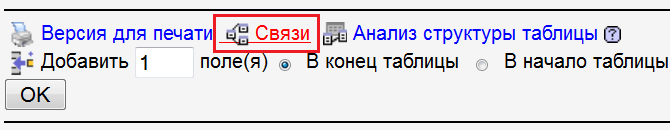 Версия для печати Связи Анализ структуры таблицы
Добавить 1 поле(я) В конец таблицы В начало таблицы
OK